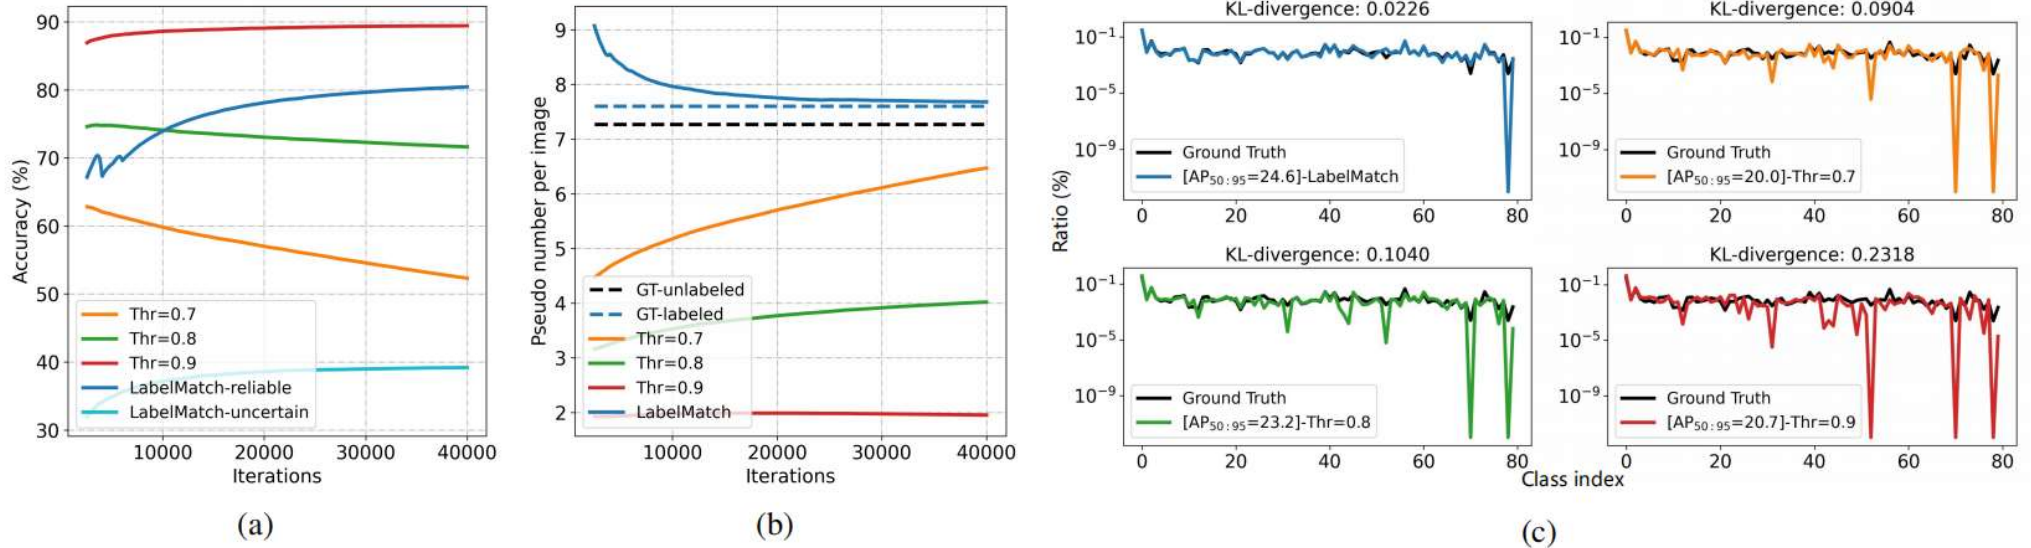 90
80
70
60
50
40
30
Accuracy (%)
Thr=0.7
Thr=0.8
Thr=0.9
LabelMatch-reliable
LabelMatch-uncertain
10000 20000 30000 40000
Iterations
(a)
9
8
7
6
5
4
3
2
Pseudo number per image
GT-unlabeled
GT-labeled
Thr=0.7
Thr=0.8
Thr=0.9
LabelMatch
10000 20000 30000 40000
Iterations
(b)
Ratio (%)
KL-divergence: 0.0226
10⁻¹
10⁻⁵
10⁻⁹
Ground Truth
[AP₅₀:₉₅=24.6]-LabelMatch
0 20 40 60 80
KL-divergence: 0.0904
10⁻¹
10⁻⁵
10⁻⁹
Ground Truth
[AP₅₀:₉₅=20.0]-Thr=0.7
0 20 40 60 80
KL-divergence: 0.1040
10⁻¹
10⁻⁵
10⁻⁹
Ground Truth
[AP₅₀:₉₅=23.2]-Thr=0.8
0 20 40 60 80
KL-divergence: 0.2318
10⁻¹
10⁻⁵
10⁻⁹
Ground Truth
[AP₅₀:₉₅=20.7]-Thr=0.9
0 20 40 60 80
Class index
(c)